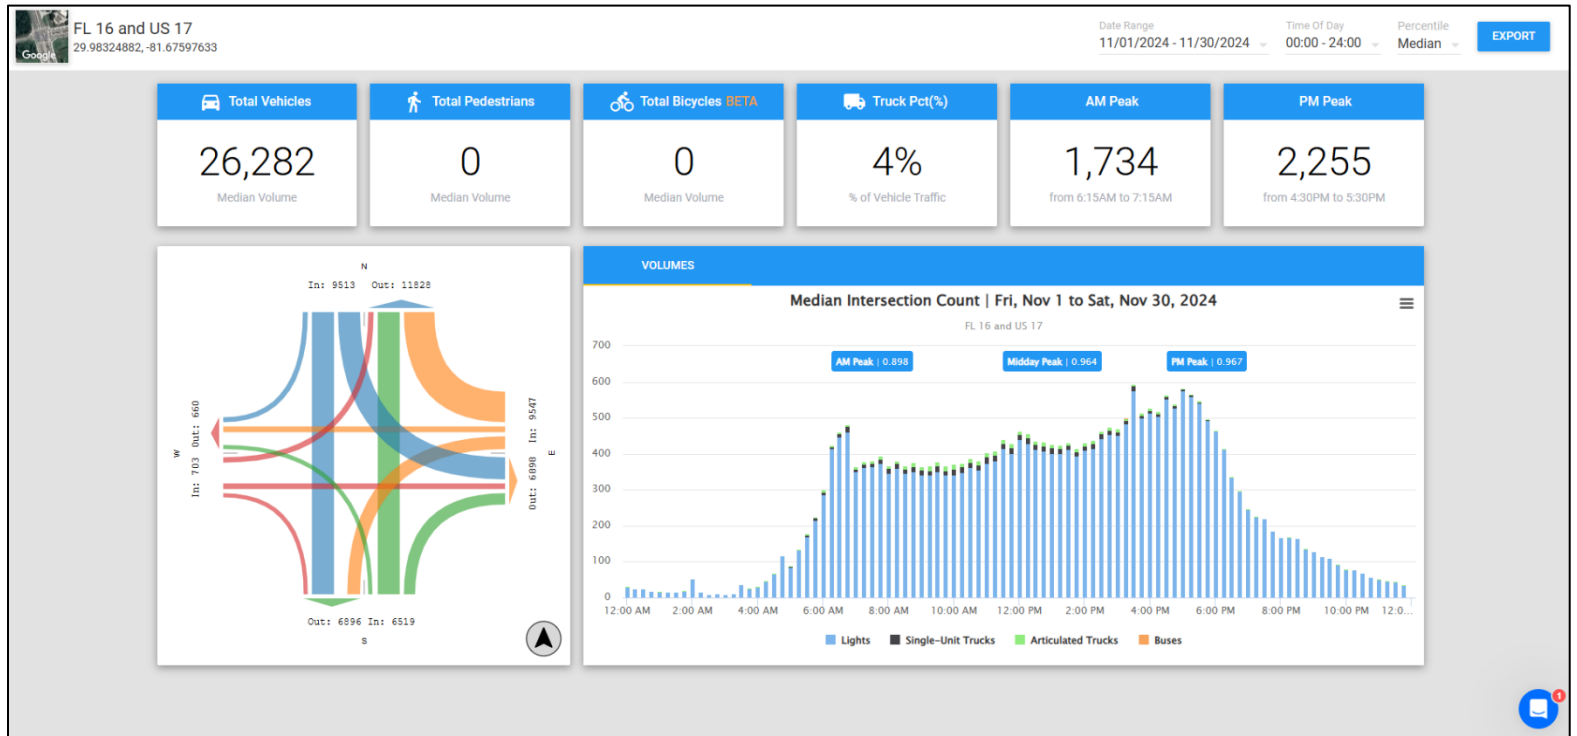 FL 16 and US 17
29.98324882, -81.67597633
Google
Date Range
11/01/2024 - 11/30/2024
Time Of Day
00:00 - 24:00
Percentile
Median
EXPORT
Total Vehicles
26,282
Median Volume
Total Pedestrians
0
Median Volume
Total Bicycles BETA
0
Median Volume
Truck Pct(%)
4%
% of Vehicle Traffic
AM Peak
1,734
from 6:15AM to 7:15AM
PM Peak
2,255
from 4:30PM to 5:30PM
N
In: 9513 Out: 11828
W
In: 703 Out: 660
Out: 6898 In: 9547
E
Out: 6896 In: 6519
S
VOLUMES
Median Intersection Count | Fri, Nov 1 to Sat, Nov 30, 2024
FL 16 and US 17
AM Peak | 0.898
Midday Peak | 0.964
PM Peak | 0.967
700
600
500
400
300
200
100
0
12:00 AM 2:00 AM 4:00 AM 6:00 AM 8:00 AM 10:00 AM 12:00 PM 2:00 PM 4:00 PM 6:00 PM 8:00 PM 10:00 PM 12:0...
Lights Single-Unit Trucks Articulated Trucks Buses
1